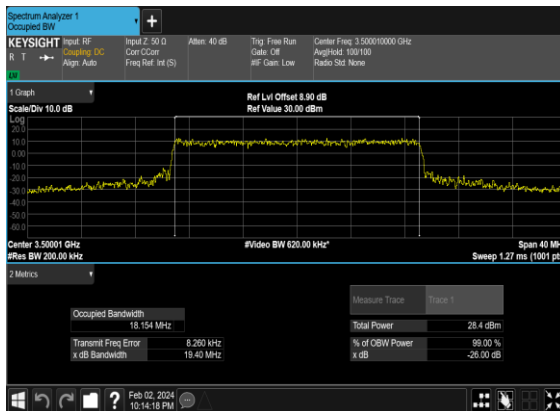 Spectrum Analyzer 1
Occupied BW
KEYSIGHT
R T
LXI
Input: RF
Coupling: DC
Align: Auto
Input Z: 50 Ω
Corr CCorr
Freq Ref: Int (S)
Atten: 40 dB
Trig: Free Run
Gate: Off
#IF Gain: Low
Center Freq: 3.500010000 GHz
Avg|Hold: 100/100
Radio Std: None
1 Graph
Scale/Div 10.0 dB
Ref Lvl Offset 8.90 dB
Ref Value 30.00 dBm
Log
20.0
10.0
0.00
-10.0
-20.0
-30.0
-40.0
-50.0
-60.0
Center 3.50001 GHz
#Res BW 200.00 kHz
#Video BW 620.00 kHz*
Span 40 MH
Sweep 1.27 ms (1001 pt
2 Metrics
Measure Trace Trace 1
Occupied Bandwidth
18.154 MHz
Total Power 28.4 dBm
Transmit Freq Error 8.260 kHz
% of OBW Power 99.00 %
x dB Bandwidth 19.40 MHz
x dB -26.00 dB
?
Feb 02, 2024
10:14:18 PM